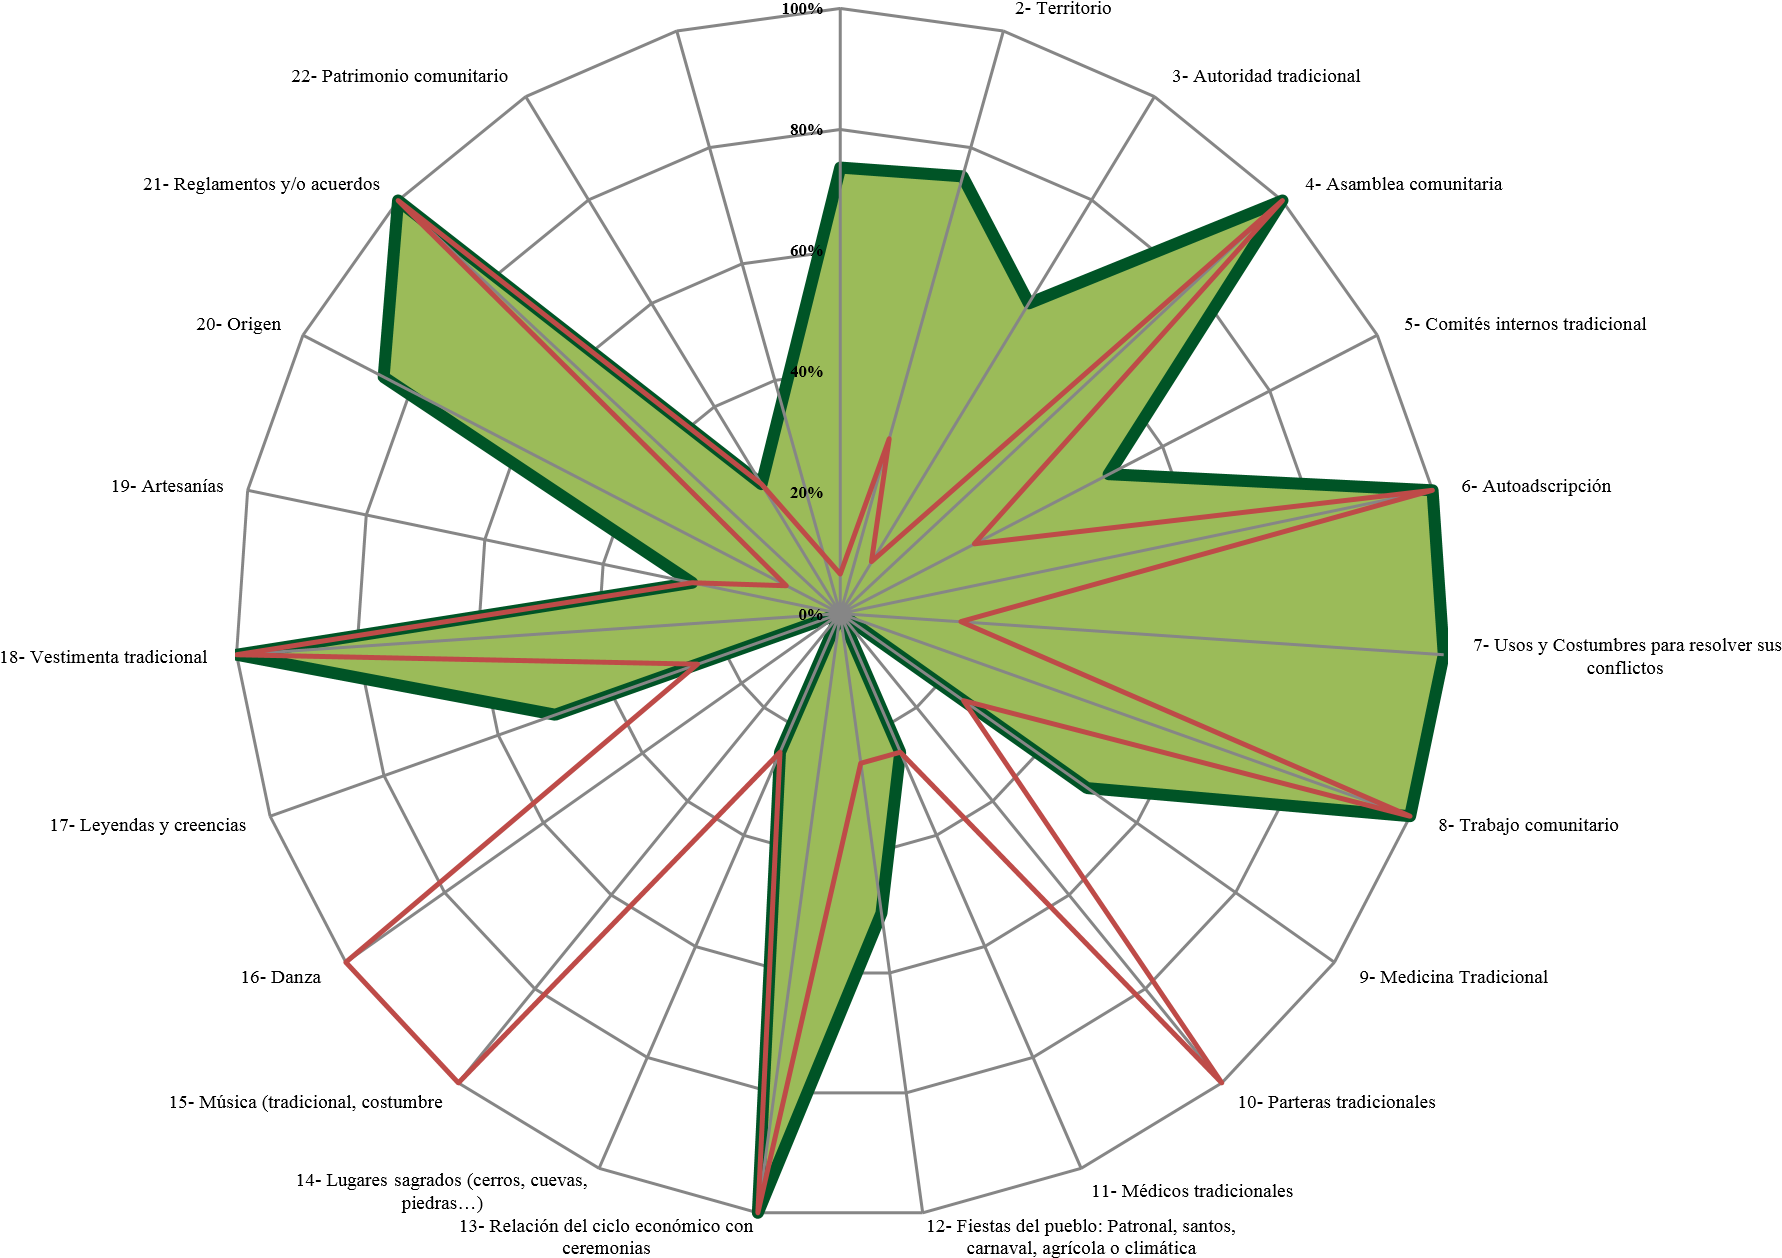 100%
80%
60%
40%
20%
0%
2- Territorio
3- Autoridad tradicional
4- Asamblea comunitaria
5- Comités internos tradicional
6- Autoadscripción
7- Usos y Costumbres para resolver sus
conflictos
8- Trabajo comunitario
9- Medicina Tradicional
10- Parteras tradicionales
11- Médicos tradicionales
12- Fiestas del pueblo: Patronal, santos,
carnaval, agrícola o climática
13- Relación del ciclo económico con
ceremonias
14- Lugares sagrados (cerros, cuevas,
piedras…)
15- Música (tradicional, costumbre
16- Danza
17- Leyendas y creencias
18- Vestimenta tradicional
19- Artesanías
20- Origen
21- Reglamentos y/o acuerdos
22- Patrimonio comunitario